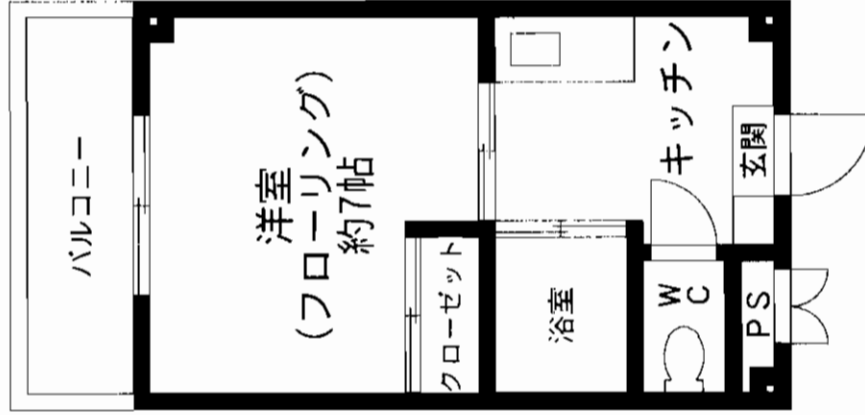 バルコニー
洋室
(フローリング)
約7帖
クローゼット
キッチン
玄関
浴室
WC
PS